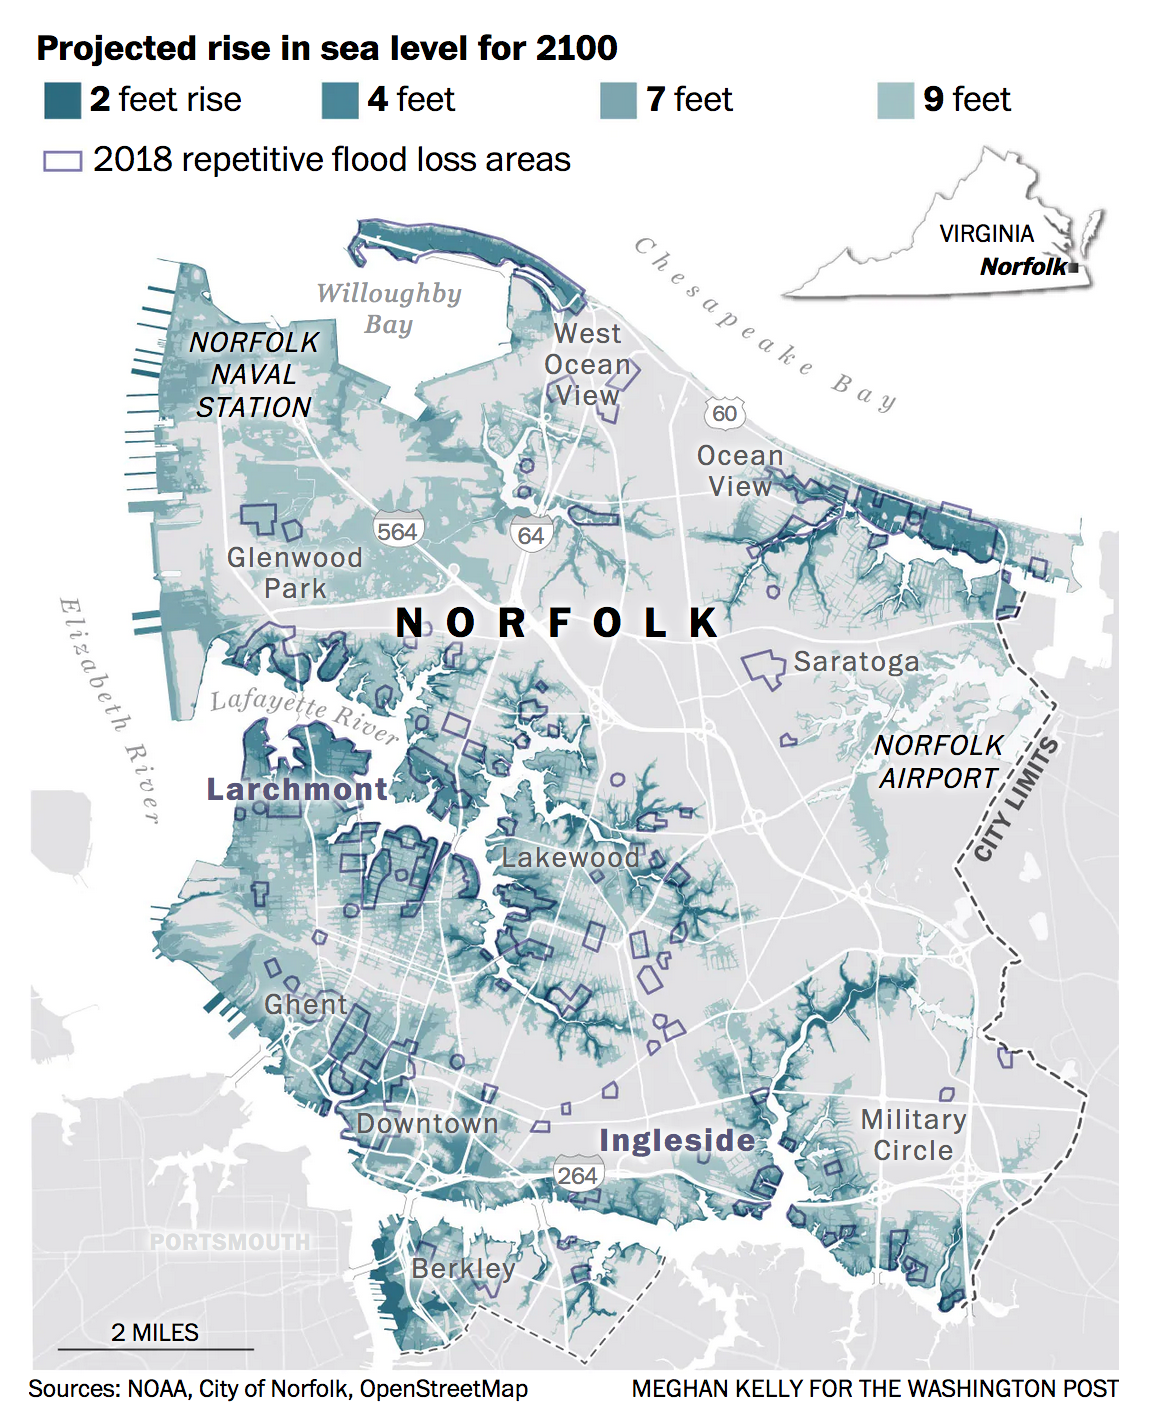 Projected rise in sea level for 2100
2 feet rise
4 feet
7 feet
9 feet
2018 repetitive flood loss areas
VIRGINIA
Norfolk
Chesapeake Bay
Willoughby
Bay
NORFOLK
NAVAL
STATION
West
Ocean
View
60
Ocean
View
564
64
Glenwood
Park
NORFOLK
Elizabeth River
Saratoga
Lafayette River
NORFOLK
AIRPORT
CITY LIMITS
Larchmont
Lakewood
Ghent
Downtown
Ingleside
Military
Circle
264
PORTSMOUTH
Berkley
2 MILES
Sources: NOAA, City of Norfolk, OpenStreetMap
MEGHAN KELLY FOR THE WASHINGTON POST